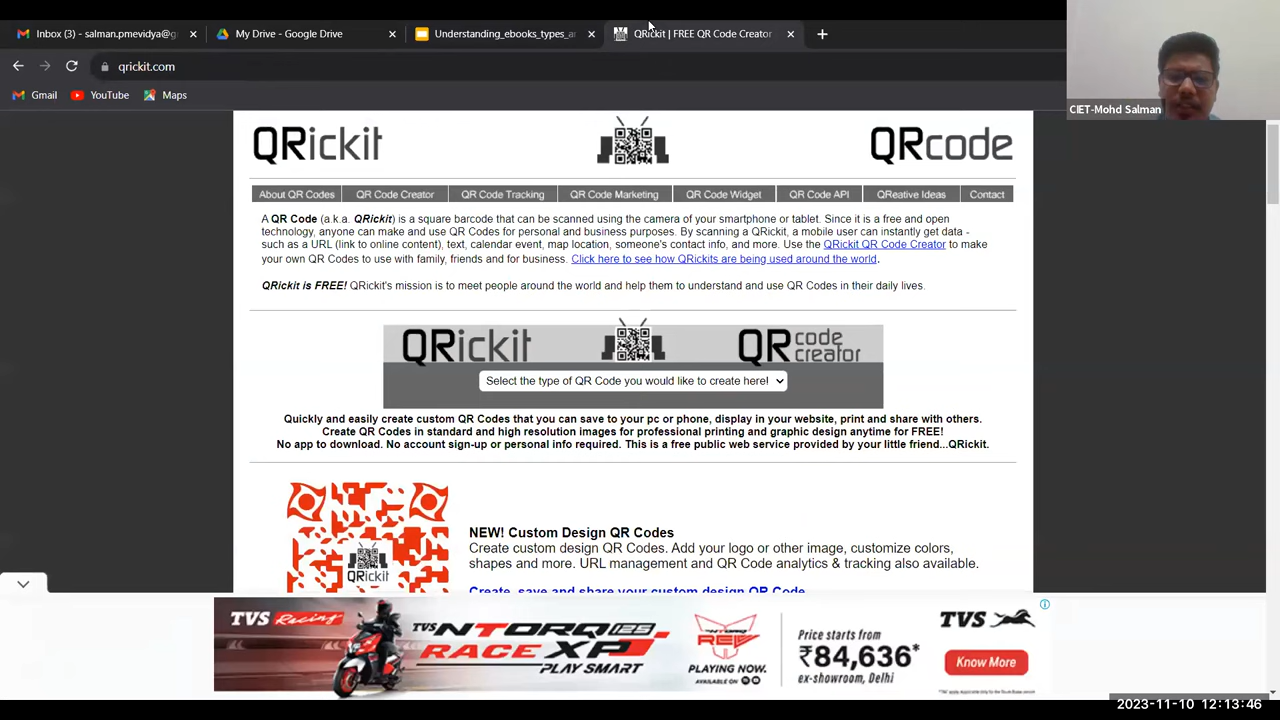 Inbox (3) - salman.pmevidya@g
My Drive - Google Drive
Understanding_ebooks_types_ar
QRickit | FREE QR Code Creator
qrickit.com
Gmail
YouTube
Maps
CIET-Mohd Salman
QRickit
QRcode
About QR Codes
QR Code Creator
QR Code Tracking
QR Code Marketing
QR Code Widget
QR Code API
QReative Ideas
Contact
A QR Code (a.k.a. QRickit) is a square barcode that can be scanned using the camera of your smartphone or tablet. Since it is a free and open
technology, anyone can make and use QR Codes for personal and business purposes. By scanning a QRickit, a mobile user can instantly get data -
such as a URL (link to online content), text, calendar event, map location, someone's contact info, and more. Use the QRickit QR Code Creator to make
your own QR Codes to use with family, friends and for business. Click here to see how QRickits are being used around the world.
QRickit is FREE! QRickit's mission is to meet people around the world and help them to understand and use QR Codes in their daily lives.
QRickit
QR code creator
Select the type of QR Code you would like to create here!
Quickly and easily create custom QR Codes that you can save to your pc or phone, display in your website, print and share with others.
Create QR Codes in standard and high resolution images for professional printing and graphic design anytime for FREE!
No app to download. No account sign-up or personal info required. This is a free public web service provided by your little friend...QRickit.
QRickit
NEW! Custom Design QR Codes
Create custom design QR Codes. Add your logo or other image, customize colors,
shapes and more. URL management and QR Code analytics & tracking also available.
Create, save and share your custom design QR Code
TVS Racing
TVS NTORQ 125
RACE XP
PLAY SMART
REV
PLAYING NOW.
AVAILABLE ON
Price starts from
₹84,636*
ex-showroom, Delhi
TVS
Know More
2023-11-10 12:13:46